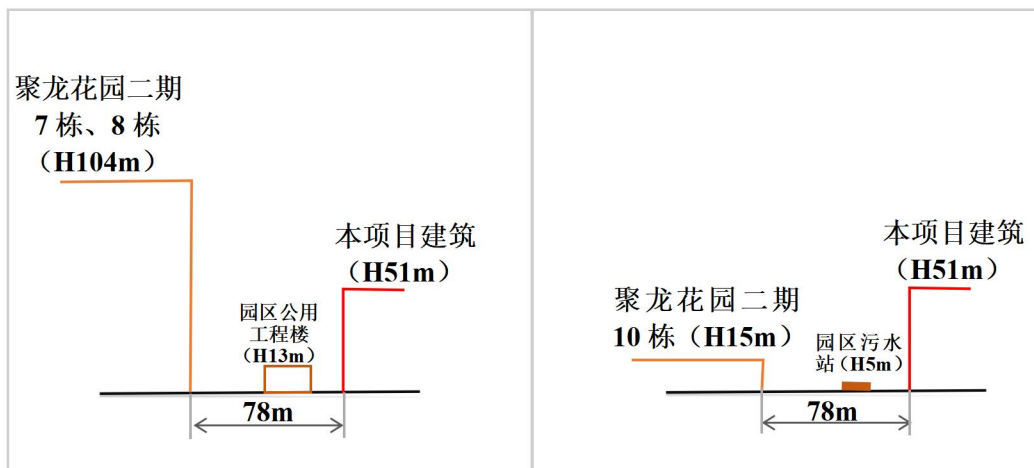 聚龙花园二期
7 栋、8 栋
（H104m）
本项目建筑
（H51m）
园区公用
工程楼
（H13m）
78m
本项目建筑
（H51m）
聚龙花园二期
10 栋（H15m）
园区污水
站（H5m）
78m